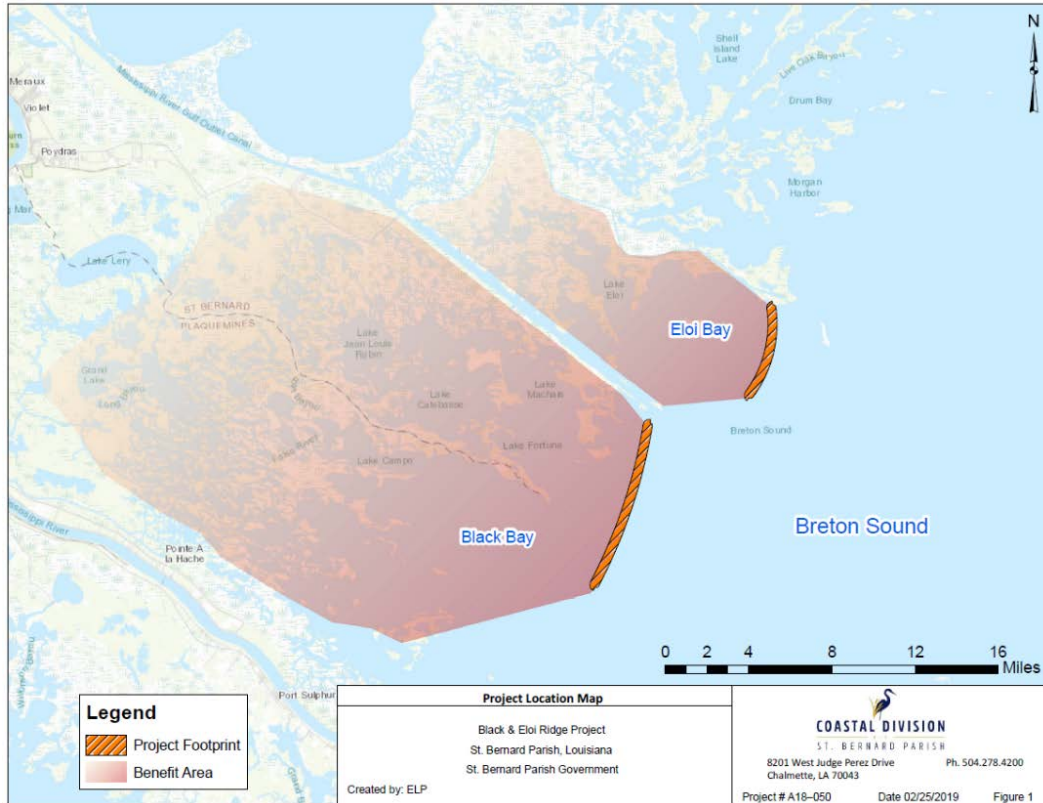 N
Shell
Island
Lake
Live Oak Bayou
Drum Bay
Meraux
Violet
Poydras
Mississippi River Gulf Outlet Canal
Morgan
Harbor
Lake Lery
ST BERNARD
PLAQUEMINES
Lake
Eloi
Eloi Bay
Lake
Jean Louis
Robin
Grand
Lake
Lake
Machais
Lake
Calebasse
Breton Sound
Lake Fortuna
Lake Campo
Black Bay
Breton Sound
Mississippi River
Pointe A
la Hache
Port Sulphur
0 2 4 8 12 16
Miles
Legend
Project Footprint
Benefit Area
Project Location Map
Black & Eloi Ridge Project
St. Bernard Parish, Louisiana
St. Bernard Parish Government
Created by: ELP
COASTAL DIVISION
ST. BERNARD PARISH
8201 West Judge Perez Drive Ph. 504.278.4200
Chalmette, LA 70043
Project # A18–050 Date 02/25/2019 Figure 1